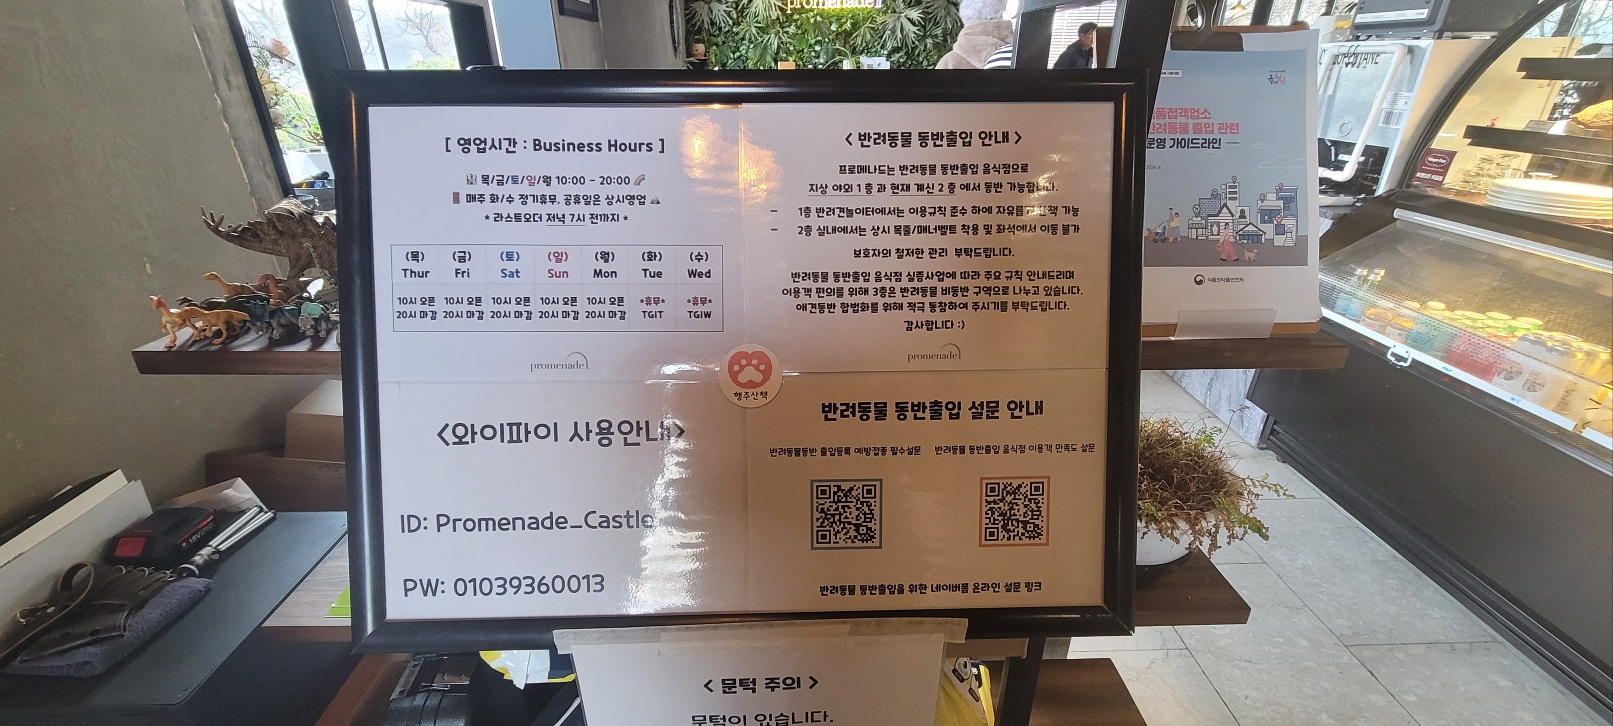 promenade
[ 영업시간 : Business Hours ]
목/금/토/일/월 10:00 - 20:00
매주 화/수 정기휴무, 공휴일은 상시영업
* 라스트오더 저녁 7시 전까지 *
(목) (금) (토) (일) (월) (화) (수)
Thur Fri Sat Sun Mon Tue Wed
10시 오픈 10시 오픈 10시 오픈 10시 오픈 10시 오픈 *휴무* *휴무*
20시 마감 20시 마감 20시 마감 20시 마감 20시 마감 TGIT TGIW
promenade
< 반려동물 동반출입 안내 >
프로메나드는 반려동물 동반출입 음식점으로
지상 야외 1 층 과 현재 계신 2 층 에서 동반 가능합니다.
- 1층 반려견놀이터에서는 이용규칙 준수 하에 자유롭게 산책 가능
- 2층 실내에서는 상시 목줄/매너벨트 착용 및 좌석에서 이동 불가
보호자의 철저한 관리 부탁드립니다.
반려동물 동반출입 음식점 실증사업에 따라 주요 규칙 안내드리며
이용객 편의를 위해 3층은 반려동물 비동반 구역으로 나누고 있습니다.
애견동반 합법화를 위해 적극 동참하여 주시기를 부탁드립니다.
감사합니다 :)
promenade
행주산책
<와이파이 사용안내>
ID: Promenade_Castle
PW: 01039360013
반려동물 동반출입 설문 안내
반려동물동반 출입등록 예방접종 필수설문 반려동물 동반출입 음식점 이용객 만족도 설문
반려동물 동반출입을 위한 네이버폼 온라인 설문 링크
< 문턱 주의 >
문턱이 있습니다.
식품접객업소
반려동물 출입 관련
운영 가이드라인
식품의약품안전처
Häagen-Dazs